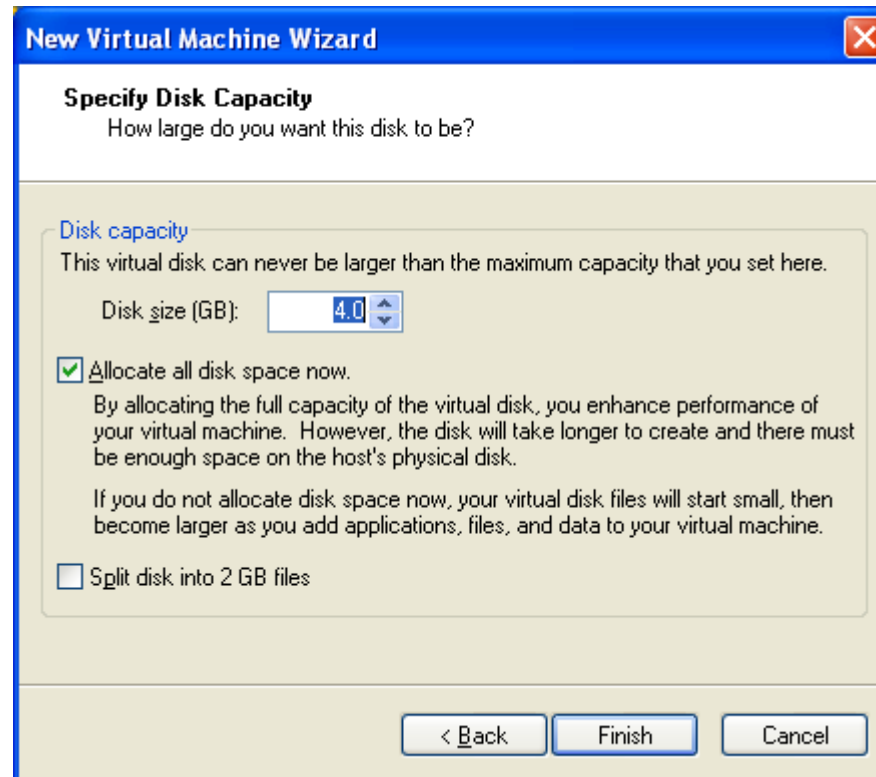 New Virtual Machine Wizard
Specify Disk Capacity
How large do you want this disk to be?
Disk capacity
This virtual disk can never be larger than the maximum capacity that you set here.
Disk size (GB): 4.0
Allocate all disk space now.
By allocating the full capacity of the virtual disk, you enhance performance of
your virtual machine. However, the disk will take longer to create and there must
be enough space on the host's physical disk.
If you do not allocate disk space now, your virtual disk files will start small, then
become larger as you add applications, files, and data to your virtual machine.
Split disk into 2 GB files
< Back Finish Cancel